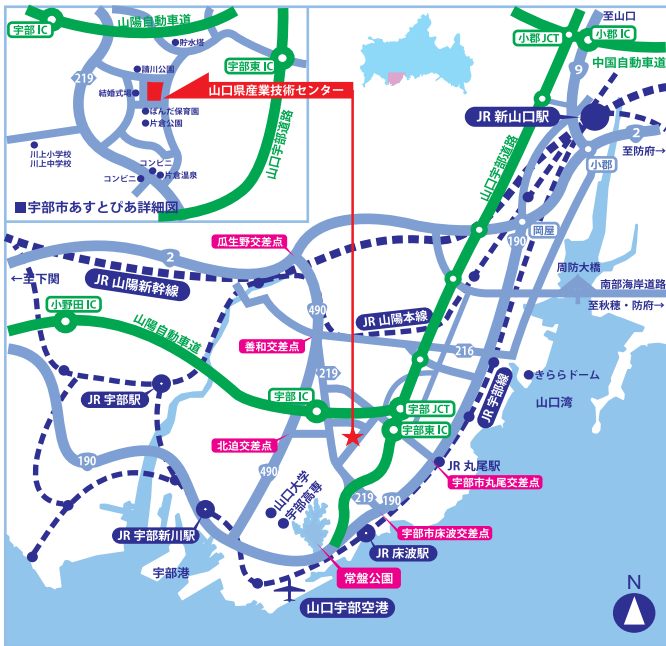 山陽自動車道
宇部IC
貯水塔
219
請川公園
宇部東IC
結婚式場
山口県産業技術センター
ぱんだ保育園
片倉公園
川上小学校
川上中学校
コンビニ
コンビニ
片倉温泉
山口宇部道路
■宇部市あすとぴあ詳細図
至山口
小郡JCT
小郡IC
中国自動車道
9
JR 新山口駅
2
至防府→
小郡
山口宇部道路
岡屋
190
瓜生野交差点
2
←至下関
JR 山陽新幹線
周防大橋
南部海岸道路
至秋穂・防府→
小野田IC
山陽自動車道
490
JR 山陽本線
善和交差点
216
219
JR 宇部線
きららドーム
山口湾
JR 宇部駅
宇部IC
宇部JCT
宇部東IC
北迫交差点
190
490
JR 丸尾駅
宇部市丸尾交差点
山口大学
宇部高専
219
190
宇部市床波交差点
JR 宇部新川駅
JR 床波駅
宇部港
常盤公園
山口宇部空港
N